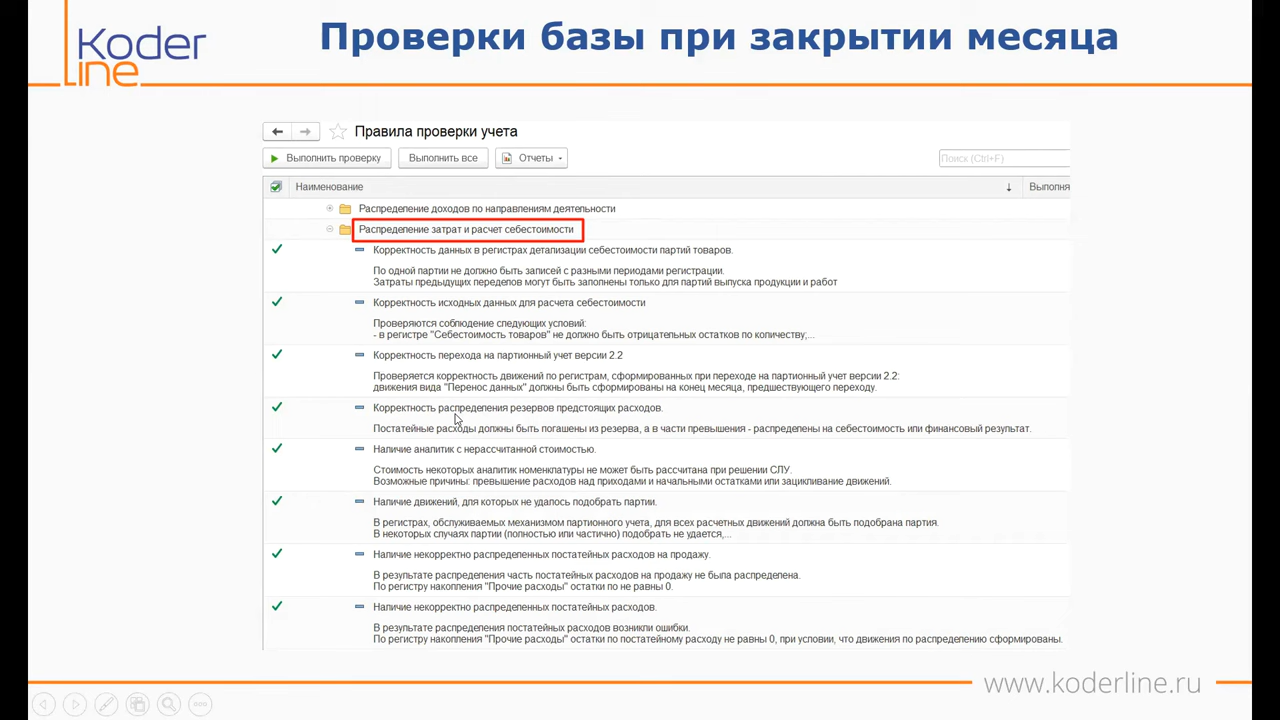 Koder
line
Проверки базы при закрытии месяца
Правила проверки учета
Выполнить проверку
Выполнить все
Отчеты
Поиск (Ctrl+F)
Наименование
Выполня
Распределение доходов по направлениям деятельности
Распределение затрат и расчет себестоимости
Корректность данных в регистрах детализации себестоимости партий товаров.
По одной партии не должно быть записей с разными периодами регистрации.
Затраты предыдущих переделов могут быть заполнены только для партий выпуска продукции и работ
Корректность исходных данных для расчета себестоимости
Проверяются соблюдение следующих условий:
- в регистре "Себестоимость товаров" не должно быть отрицательных остатков по количеству;...
Корректность перехода на партионный учет версии 2.2
Проверяется корректность движений по регистрам, сформированных при переходе на партионный учет версии 2.2:
движения вида "Перенос данных" должны быть сформированы на конец месяца, предшествующего переходу.
Корректность распределения резервов предстоящих расходов.
Постатейные расходы должны быть погашены из резерва, а в части превышения - распределены на себестоимость или финансовый результат.
Наличие аналитик с нерассчитанной стоимостью.
Стоимость некоторых аналитик номенклатуры не может быть рассчитана при решении СЛУ.
Возможные причины: превышение расходов над приходами и начальными остатками или зацикливание движений.
Наличие движений, для которых не удалось подобрать партии.
В регистрах, обслуживаемых механизмом партионного учета, для всех расчетных движений должна быть подобрана партия.
В некоторых случаях партии (полностью или частично) подобрать не удается,...
Наличие некорректно распределенных постатейных расходов на продажу.
В результате распределения часть постатейных расходов на продажу не была распределена.
По регистру накопления "Прочие расходы" остатки по не равны 0.
Наличие некорректно распределенных постатейных расходов.
В результате распределения постатейных расходов возникли ошибки.
По регистру накопления "Прочие расходы" остатки по постатейному расходу не равны 0, при условии, что движения по распределению сформированы.
www.koderline.ru